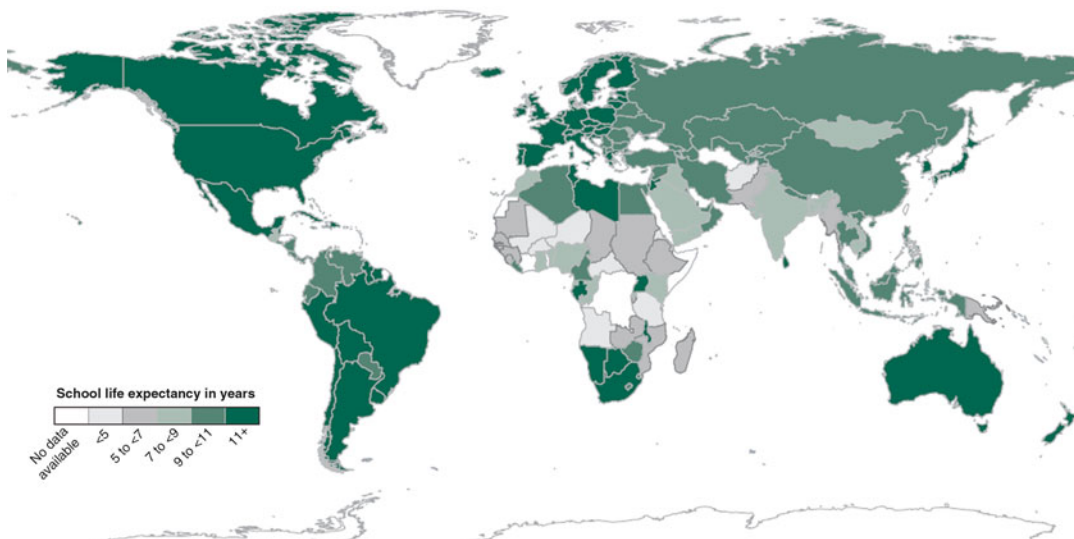 School life expectancy in years
No data
available
<5
5 to <7
7 to <9
9 to <11
11+